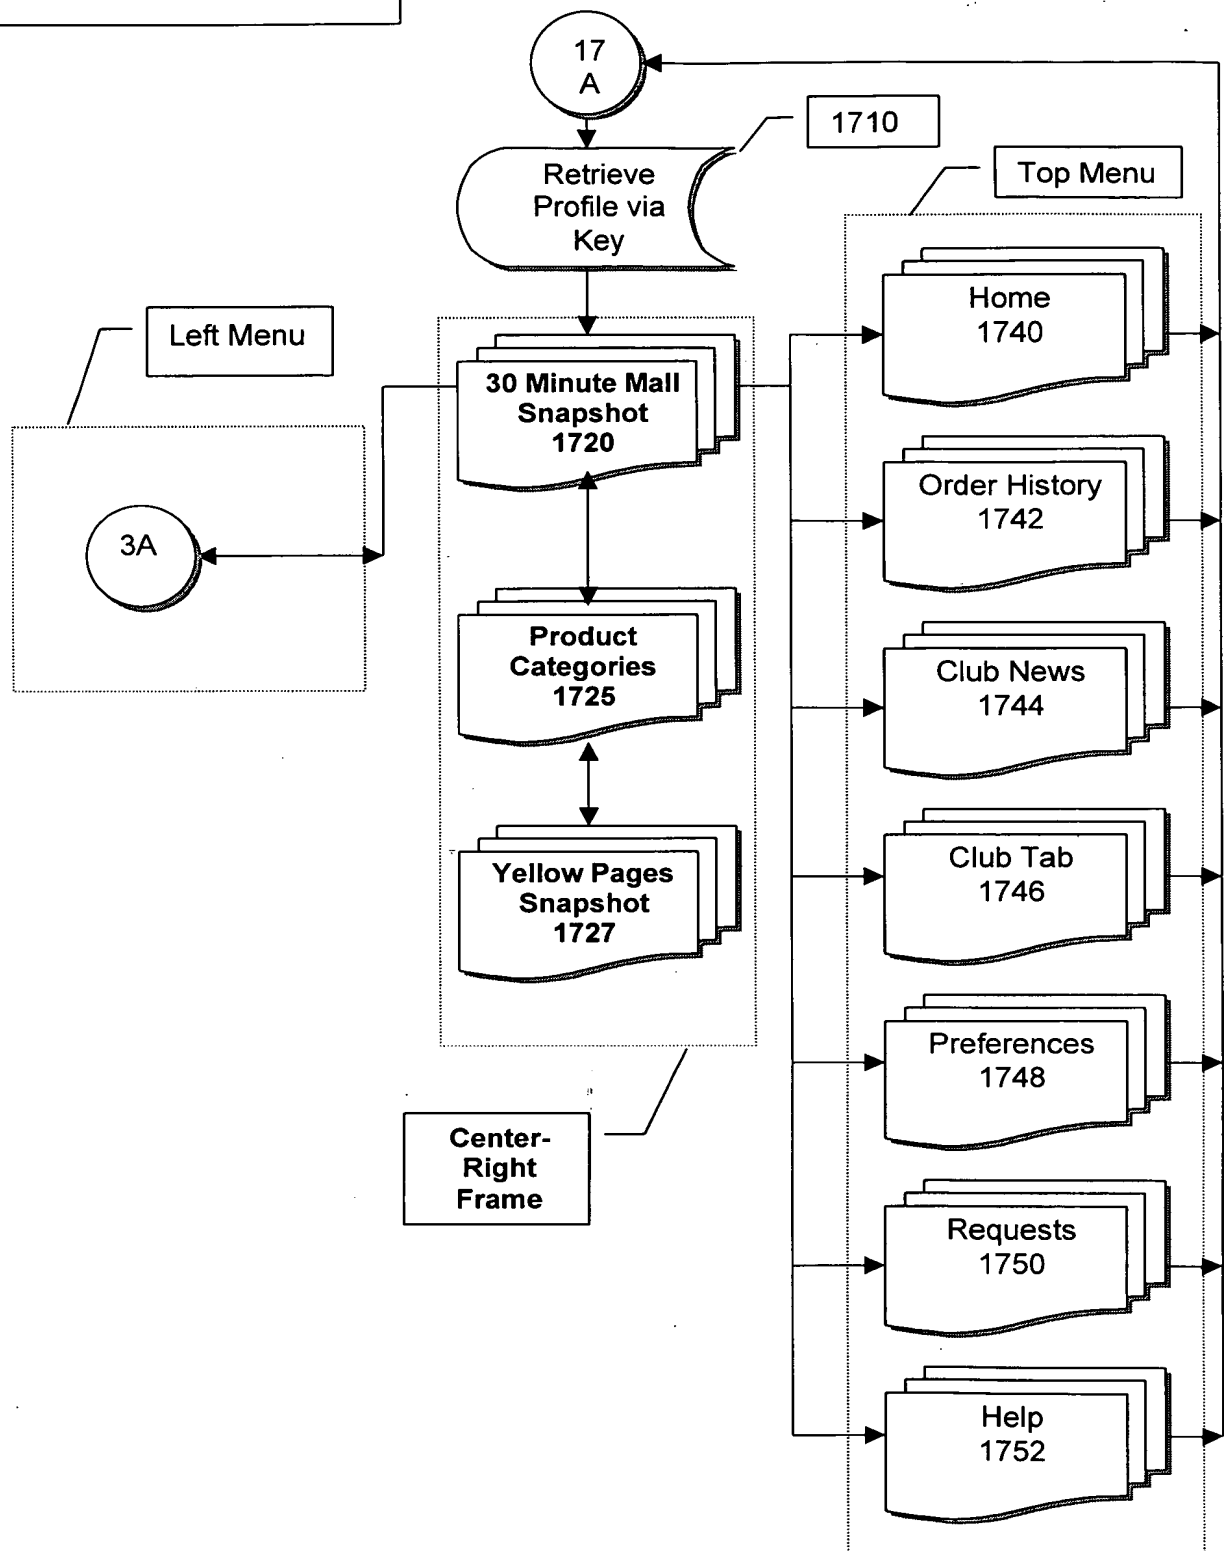 17
A
1710
Retrieve
Profile via
Key
Top Menu
Left Menu
30 Minute Mall
Snapshot
1720
3A
Product
Categories
1725
Yellow Pages
Snapshot
1727
Center-
Right
Frame
Home
1740
Order History
1742
Club News
1744
Club Tab
1746
Preferences
1748
Requests
1750
Help
1752